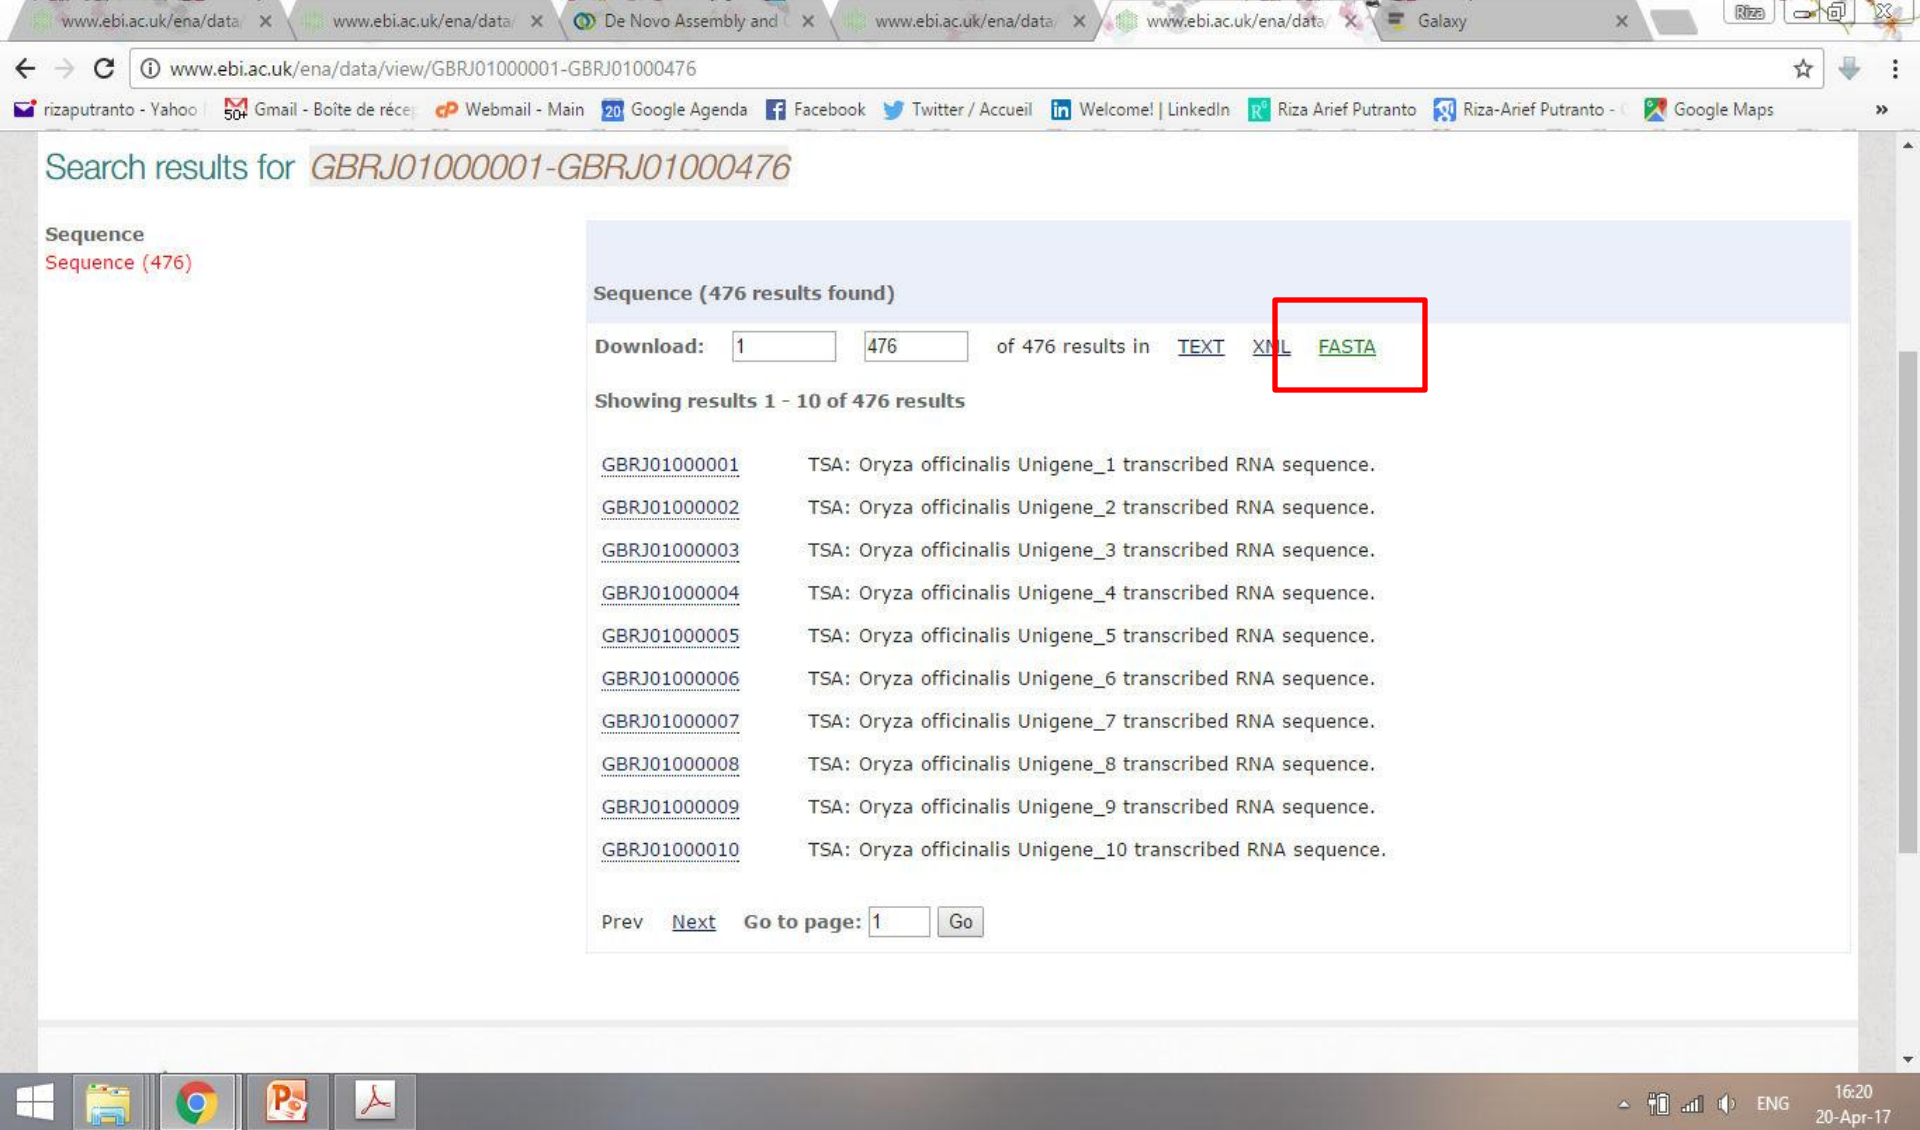 www.ebi.ac.uk/ena/data/ www.ebi.ac.uk/ena/data/ De Novo Assembly and www.ebi.ac.uk/ena/data/ www.ebi.ac.uk/ena/data/ Galaxy Riza
www.ebi.ac.uk/ena/data/view/GBRJ01000001-GBRJ01000476
rizaputranto - Yahoo 50+ Gmail - Boîte de récep cP Webmail - Main 20 Google Agenda Facebook Twitter / Accueil in Welcome! | LinkedIn Riza Arief Putranto Riza-Arief Putranto - Google Maps »
Search results for GBRJ01000001-GBRJ01000476
Sequence
Sequence (476)
Sequence (476 results found)
Download: 1 476 of 476 results in TEXT XML FASTA
Showing results 1 - 10 of 476 results
GBRJ01000001 TSA: Oryza officinalis Unigene_1 transcribed RNA sequence.
GBRJ01000002 TSA: Oryza officinalis Unigene_2 transcribed RNA sequence.
GBRJ01000003 TSA: Oryza officinalis Unigene_3 transcribed RNA sequence.
GBRJ01000004 TSA: Oryza officinalis Unigene_4 transcribed RNA sequence.
GBRJ01000005 TSA: Oryza officinalis Unigene_5 transcribed RNA sequence.
GBRJ01000006 TSA: Oryza officinalis Unigene_6 transcribed RNA sequence.
GBRJ01000007 TSA: Oryza officinalis Unigene_7 transcribed RNA sequence.
GBRJ01000008 TSA: Oryza officinalis Unigene_8 transcribed RNA sequence.
GBRJ01000009 TSA: Oryza officinalis Unigene_9 transcribed RNA sequence.
GBRJ01000010 TSA: Oryza officinalis Unigene_10 transcribed RNA sequence.
Prev Next Go to page: 1 Go
ENG 16:20
20-Apr-17